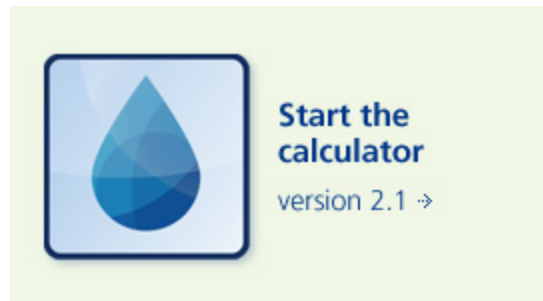 Start the
calculator
version 2.1 →